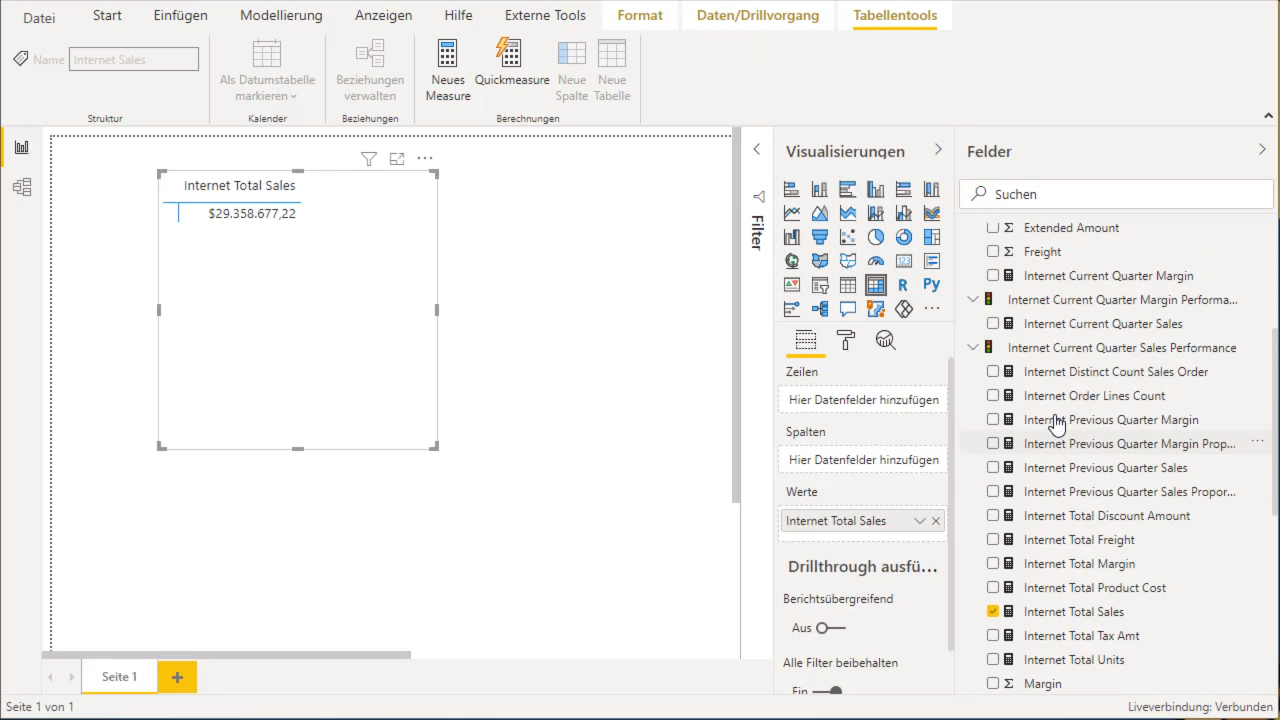 Datei Start Einfügen Modellierung Anzeigen Hilfe Externe Tools Format Daten/Drillvorgang Tabellentools
Name Internet Sales
Als Datumstabelle
markieren
Beziehungen
verwalten
Neues
Measure
Quickmeasure
Neue
Spalte
Neue
Tabelle
Struktur Kalender Beziehungen Berechnungen
Internet Total Sales
$29.358.677,22
Filter
Visualisierungen
R Py
123
Zeilen
Hier Datenfelder hinzufügen
Spalten
Hier Datenfelder hinzufügen
Werte
Internet Total Sales
Drillthrough ausfü...
Berichtsübergreifend
Aus
Alle Filter beibehalten
Ein
Felder
Suchen
Extended Amount
Freight
Internet Current Quarter Margin
Internet Current Quarter Margin Performa...
Internet Current Quarter Sales
Internet Current Quarter Sales Performance
Internet Distinct Count Sales Order
Internet Order Lines Count
Internet Previous Quarter Margin
Internet Previous Quarter Margin Prop...
Internet Previous Quarter Sales
Internet Previous Quarter Sales Propor...
Internet Total Discount Amount
Internet Total Freight
Internet Total Margin
Internet Total Product Cost
Internet Total Sales
Internet Total Tax Amt
Internet Total Units
Margin
Seite 1
Seite 1 von 1
Liveverbindung: Verbunden